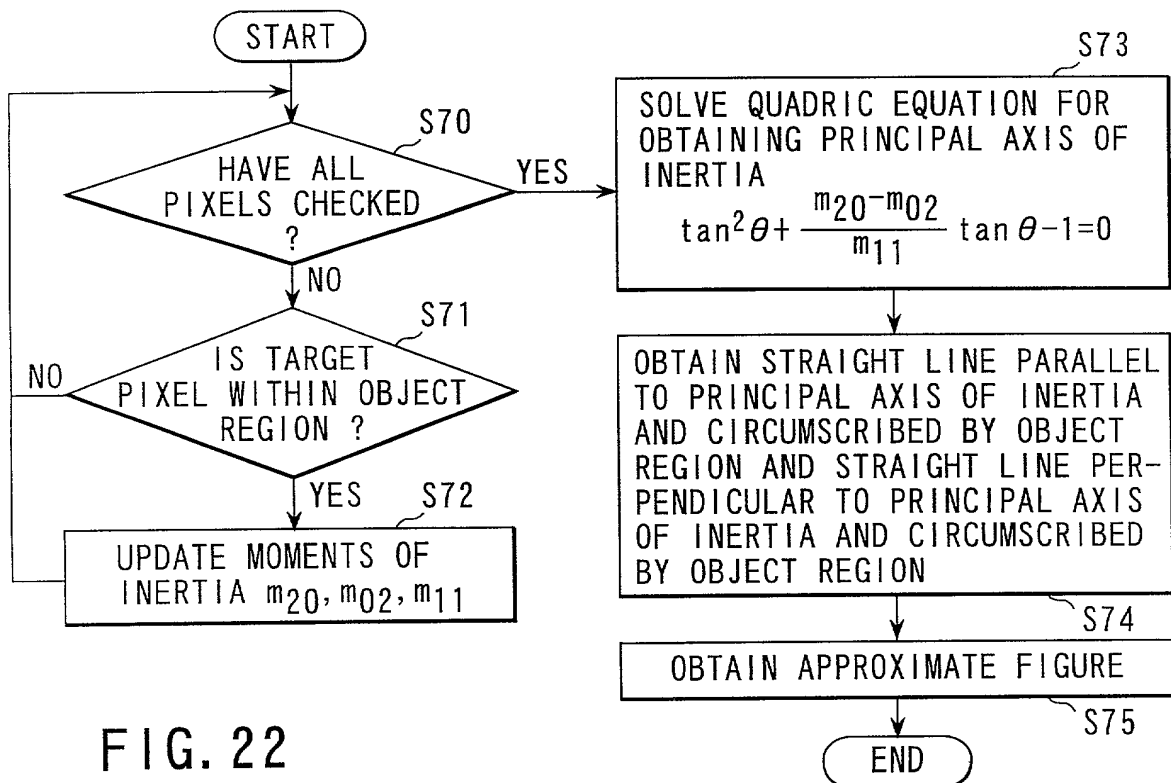 START
S70
HAVE ALL
PIXELS CHECKED
?
YES
NO
S71
IS TARGET
PIXEL WITHIN OBJECT
REGION ?
NO
YES
S72
UPDATE MOMENTS OF
INERTIA m20, m02, m11
S73
SOLVE QUADRIC EQUATION FOR
OBTAINING PRINCIPAL AXIS OF
INERTIA
tan²θ+ m20-m02/m11 tanθ-1=0
OBTAIN STRAIGHT LINE PARALLEL
TO PRINCIPAL AXIS OF INERTIA
AND CIRCUMSCRIBED BY OBJECT
REGION AND STRAIGHT LINE PER-
PENDICULAR TO PRINCIPAL AXIS
OF INERTIA AND CIRCUMSCRIBED
BY OBJECT REGION
S74
OBTAIN APPROXIMATE FIGURE
S75
END
FIG. 22